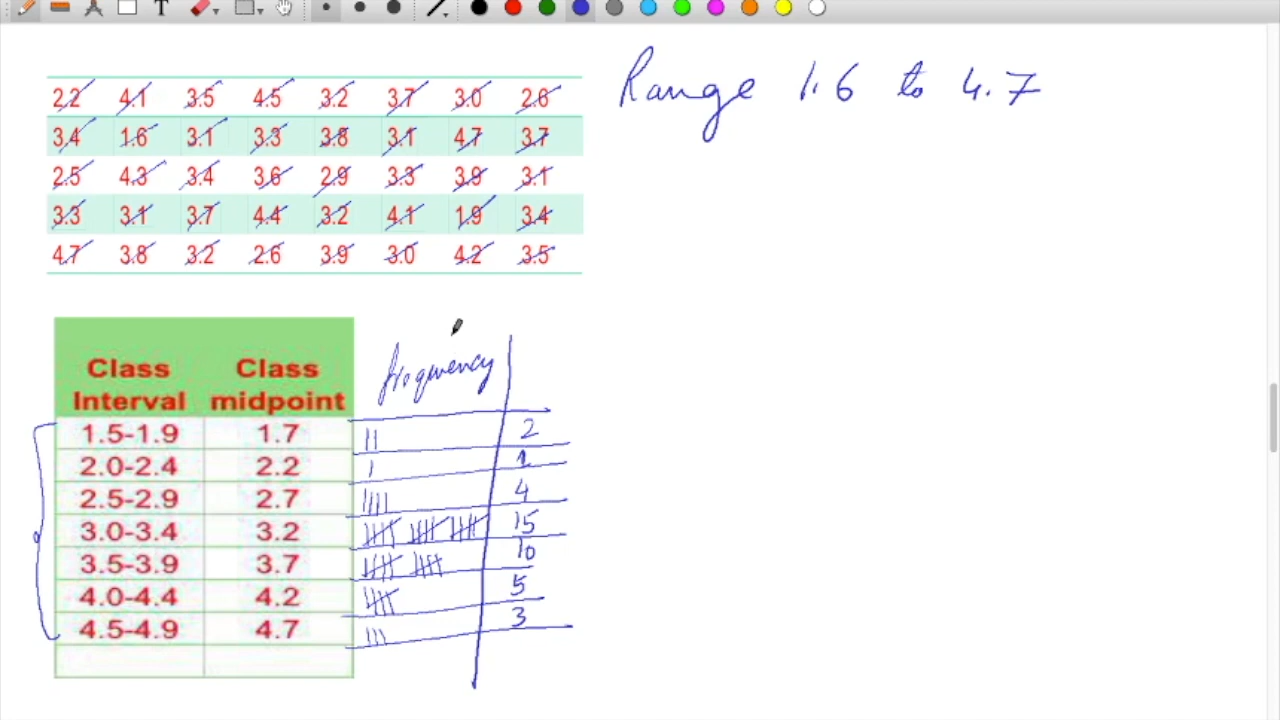 Range 1.6 to 4.7
2.2 4.1 3.5 4.5 3.2 3.7 3.0 2.6
3.4 1.6 3.1 3.3 3.8 3.1 4.7 3.7
2.5 4.3 3.4 3.6 2.9 3.3 3.9 3.1
3.3 3.1 3.7 4.4 3.2 4.1 1.9 3.4
4.7 3.8 3.2 2.6 3.9 3.0 4.2 3.5
Class Interval Class midpoint frequency
1.5-1.9 1.7 2
2.0-2.4 2.2 1
2.5-2.9 2.7 4
3.0-3.4 3.2 15
3.5-3.9 3.7 10
4.0-4.4 4.2 5
4.5-4.9 4.7 3